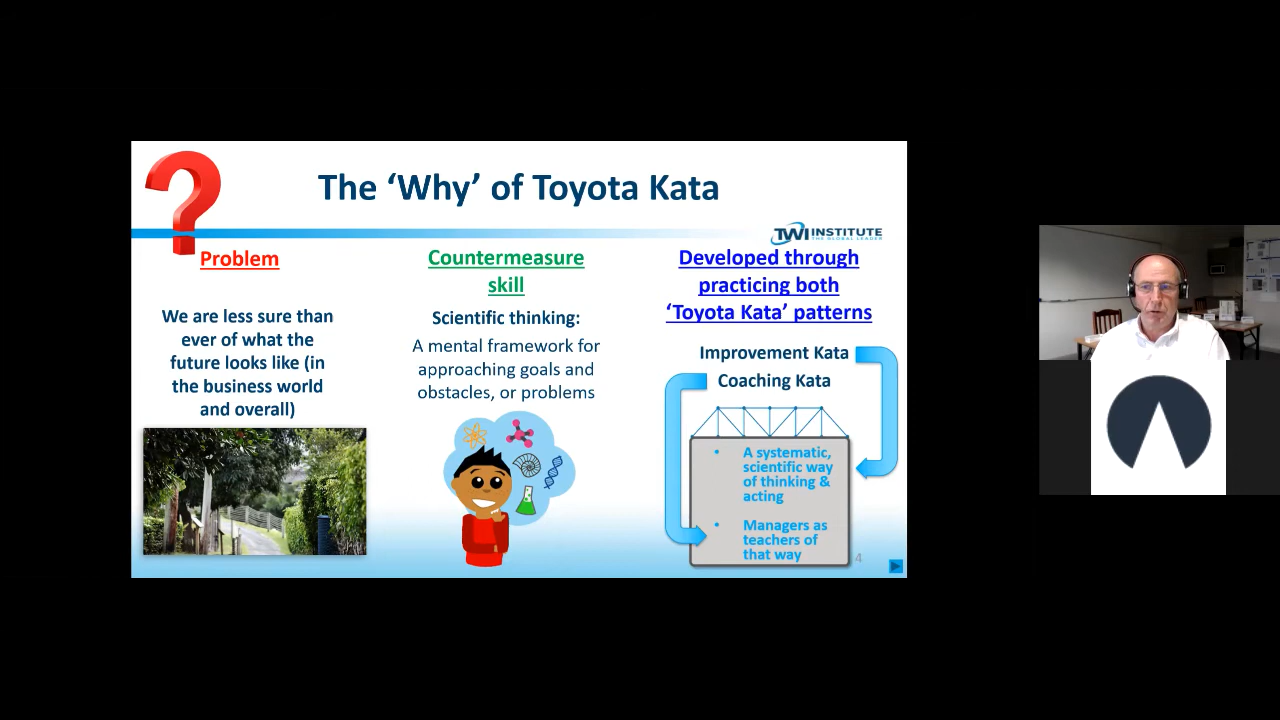 The ‘Why’ of Toyota Kata
TWI INSTITUTE
THE GLOBAL LEADER
Problem
We are less sure than
ever of what the
future looks like (in
the business world
and overall)
Countermeasure
skill
Scientific thinking:
A mental framework for
approaching goals and
obstacles, or problems
Developed through
practicing both
‘Toyota Kata’ patterns
Improvement Kata
Coaching Kata
• A systematic,
scientific way
of thinking &
acting
• Managers as
teachers of
that way
4